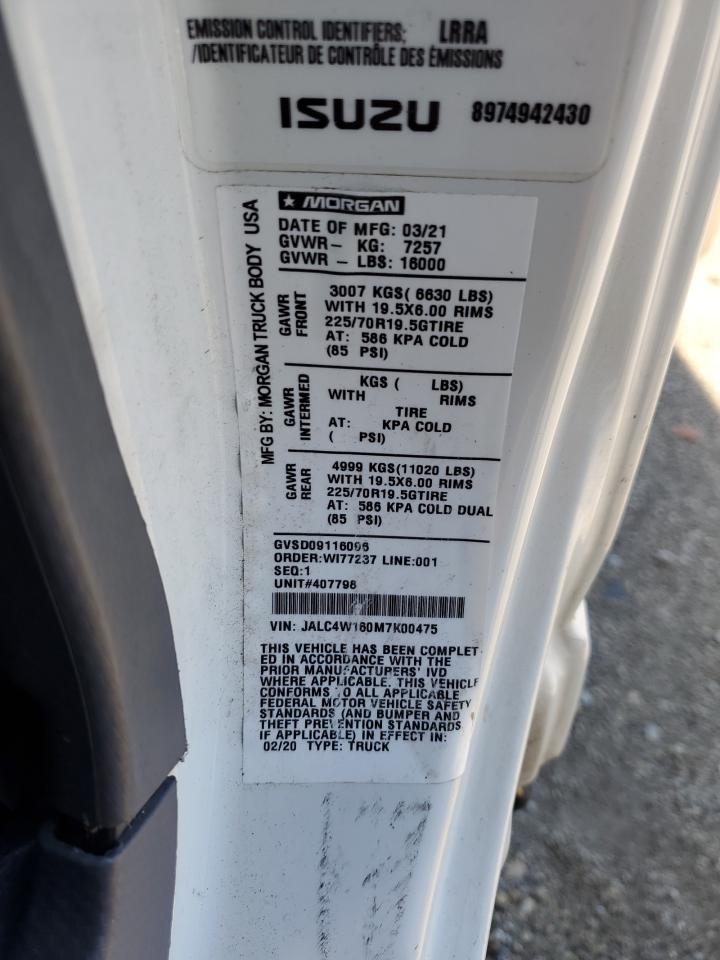 EMISSION CONTROL IDENTIFIERS: LRRA
/IDENTIFICATEUR DE CONTRÔLE DES ÉMISSIONS
ISUZU 8974942430
MFG BY: MORGAN TRUCK BODY USA
MORGAN
DATE OF MFG: 03/21
GVWR- KG: 7257
GVWR- LBS: 16000
GAWR FRONT
3007 KGS( 6630 LBS)
WITH 19.5X6.00 RIMS
225/70R19.5GTIRE
AT: 586 KPA COLD
(85 PSI)
GAWR INTERMED
KGS ( LBS)
WITH RIMS
TIRE
AT: KPA COLD
( PSI)
GAWR REAR
4999 KGS(11020 LBS)
WITH 19.5X6.00 RIMS
225/70R19.5GTIRE
AT: 586 KPA COLD DUAL
(85 PSI)
GVSD09116096
ORDER:WI77237 LINE:001
SEQ:1
UNIT#407798
VIN: JALC4W160M7K00475
THIS VEHICLE HAS BEEN COMPLET-
ED IN ACCORDANCE WITH THE
PRIOR MANUFACTURERS' IVD
WHERE APPLICABLE. THIS VEHICLE
CONFORMS TO ALL APPLICABLE
FEDERAL MOTOR VEHICLE SAFETY
STANDARDS (AND BUMPER AND
THEFT PREVENTION STANDARDS
IF APPLICABLE) IN EFFECT IN:
02/20 TYPE: TRUCK